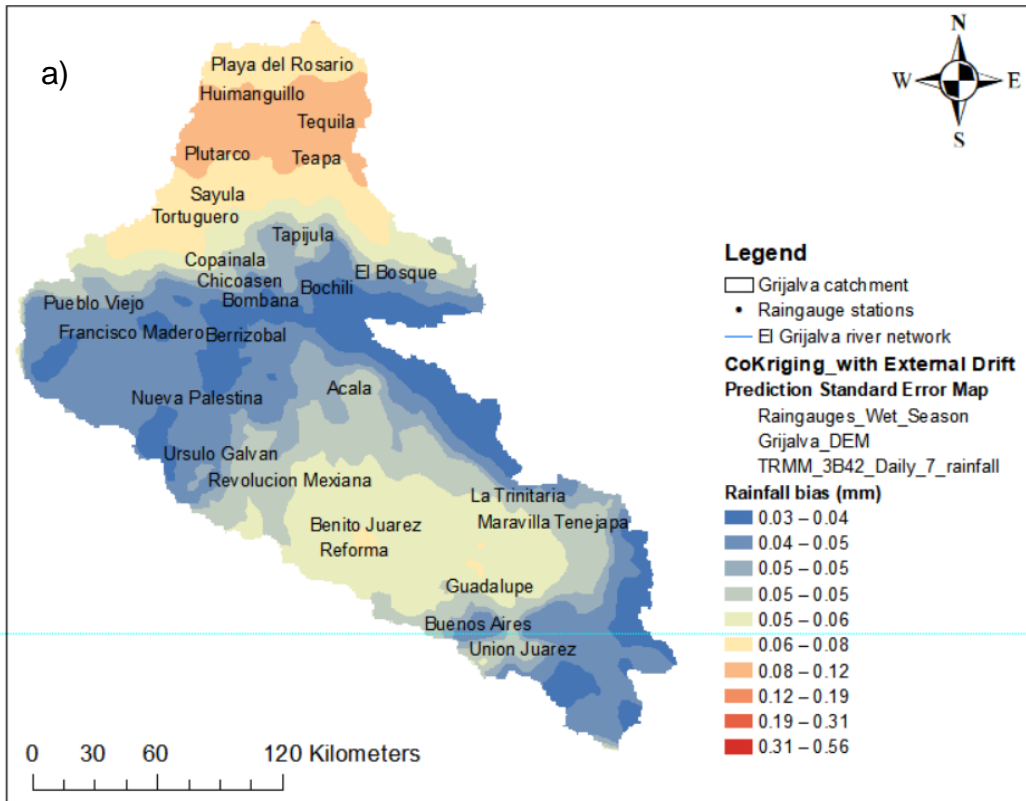 a)
N
W
E
S
Playa del Rosario
Huimanguillo
Tequila
Plutarco
Teapa
Sayula
Tortuguero
Tapijula
Copainala
El Bosque
Chicoasen
Bochili
Pueblo Viejo
Bombana
Francisco Madero
Berrizobal
Nueva Palestina
Acala
Ursulo Galvan
Revolucion Mexiana
La Trinitaria
Benito Juarez
Maravilla Tenejapa
Reforma
Guadalupe
Buenos Aires
Union Juarez
Legend
Grijalva catchment
Raingauge stations
El Grijalva river network
CoKriging_with External Drift
Prediction Standard Error Map
Raingauges_Wet_Season
Grijalva_DEM
TRMM_3B42_Daily_7_rainfall
Rainfall bias (mm)
0.03 – 0.04
0.04 – 0.05
0.05 – 0.05
0.05 – 0.05
0.05 – 0.06
0.06 – 0.08
0.08 – 0.12
0.12 – 0.19
0.19 – 0.31
0.31 – 0.56
0 30 60 120 Kilometers